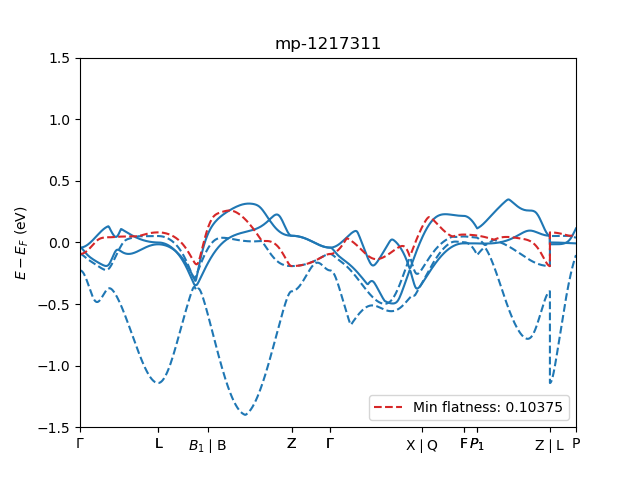 mp-1217311
E − E_F (eV)
1.5
1.0
0.5
0.0
−0.5
−1.0
−1.5
Min flatness: 0.10375
Γ L B₁ | B Z Γ X | Q F P₁ Z | L P